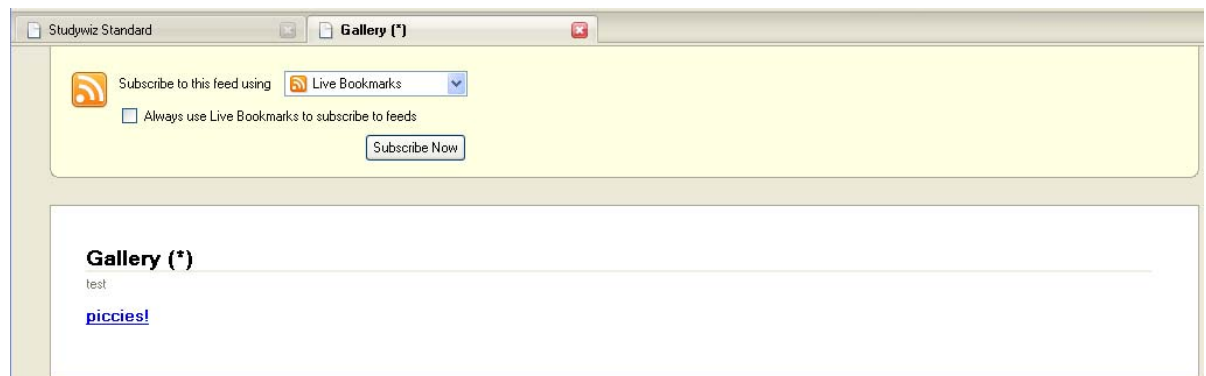 Studywiz Standard
Gallery (*)
Subscribe to this feed using Live Bookmarks
Always use Live Bookmarks to subscribe to feeds
Subscribe Now
Gallery (*)
test
piccies!